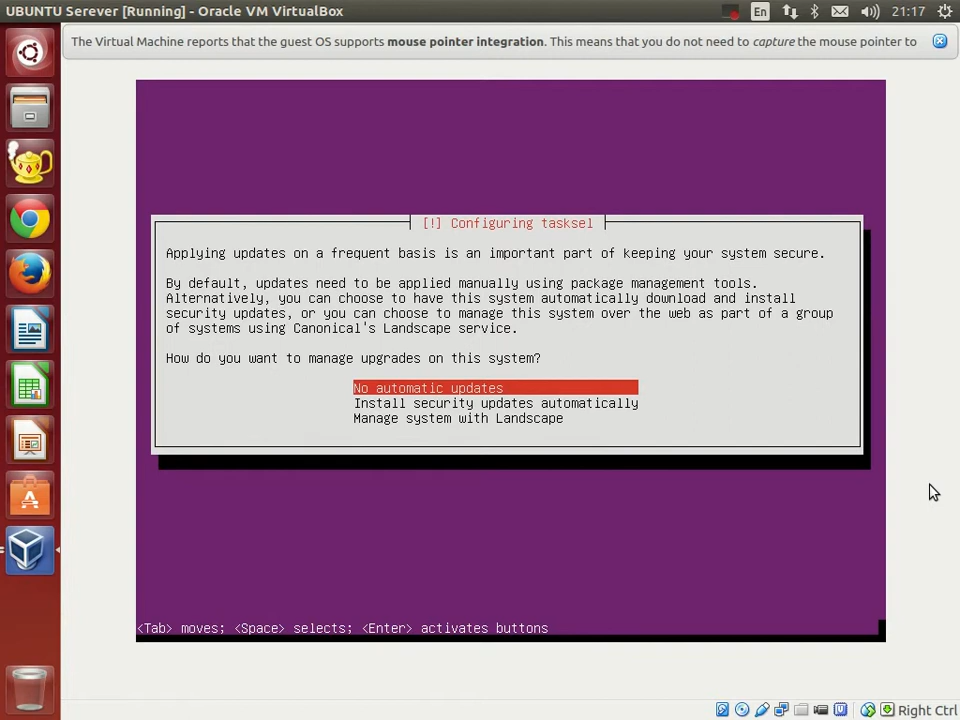 UBUNTU Serever [Running] - Oracle VM VirtualBox
En
21:17
The Virtual Machine reports that the guest OS supports mouse pointer integration. This means that you do not need to capture the mouse pointer to
[!] Configuring tasksel
Applying updates on a frequent basis is an important part of keeping your system secure.
By default, updates need to be applied manually using package management tools.
Alternatively, you can choose to have this system automatically download and install
security updates, or you can choose to manage this system over the web as part of a group
of systems using Canonical's Landscape service.
How do you want to manage upgrades on this system?
No automatic updates
Install security updates automatically
Manage system with Landscape
<Tab> moves; <Space> selects; <Enter> activates buttons
Right Ctrl